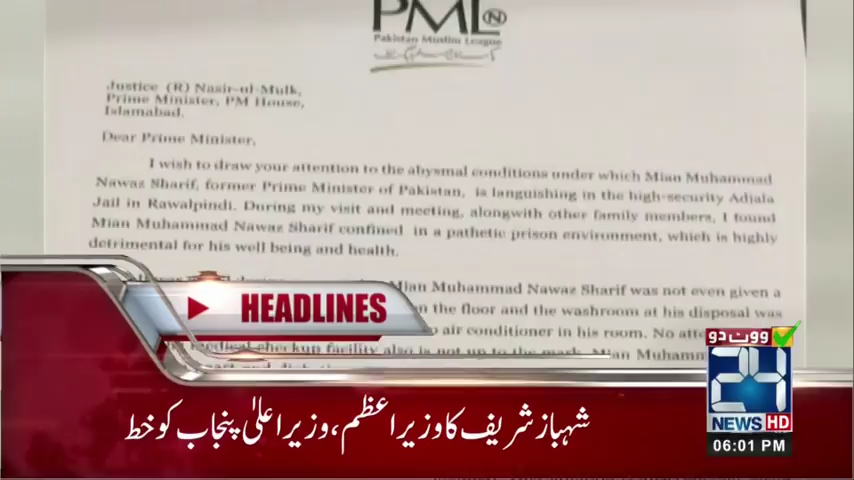 PMLN
Pakistan Muslim League
Justice (R) Nasir-ul-Mulk,
Prime Minister, PM House,
Islamabad.
Dear Prime Minister,
I wish to draw your attention to the abysmal conditions under which Mian Muhammad
Nawaz Sharif, former Prime Minister of Pakistan, is languishing in the high-security Adiala
Jail in Rawalpindi. During my visit and meeting, alongwith other family members, I found
Mian Muhammad Nawaz Sharif confined in a pathetic prison environment, which is highly
detrimental for his well being and health.
Mian Muhammad Nawaz Sharif was not even given a
the floor and the washroom at his disposal was
air conditioner in his room. No
medical checkup facility also is not up to the mark. Mian
HEADLINES
ووٹ دو
24
NEWS HD
06:01 PM
شہباز شریف کا وزیراعظم، وزیراعلیٰ پنجاب کو خط